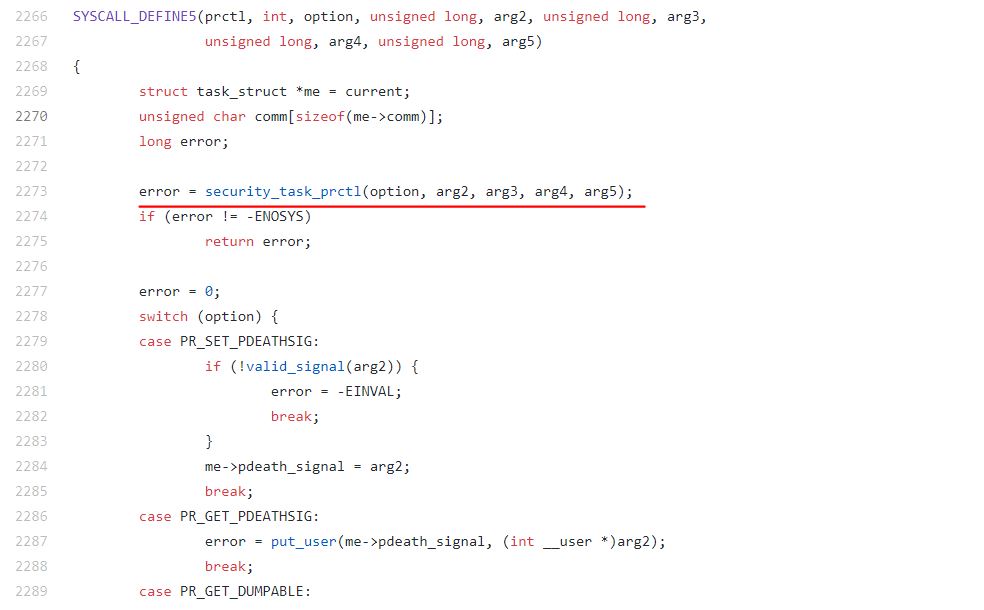 2266 SYSCALL_DEFINE5(prctl, int, option, unsigned long, arg2, unsigned long, arg3,
2267 unsigned long, arg4, unsigned long, arg5)
2268 {
2269 struct task_struct *me = current;
2270 unsigned char comm[sizeof(me->comm)];
2271 long error;
2272
2273 error = security_task_prctl(option, arg2, arg3, arg4, arg5);
2274 if (error != -ENOSYS)
2275 return error;
2276
2277 error = 0;
2278 switch (option) {
2279 case PR_SET_PDEATHSIG:
2280 if (!valid_signal(arg2)) {
2281 error = -EINVAL;
2282 break;
2283 }
2284 me->pdeath_signal = arg2;
2285 break;
2286 case PR_GET_PDEATHSIG:
2287 error = put_user(me->pdeath_signal, (int __user *)arg2);
2288 break;
2289 case PR_GET_DUMPABLE: